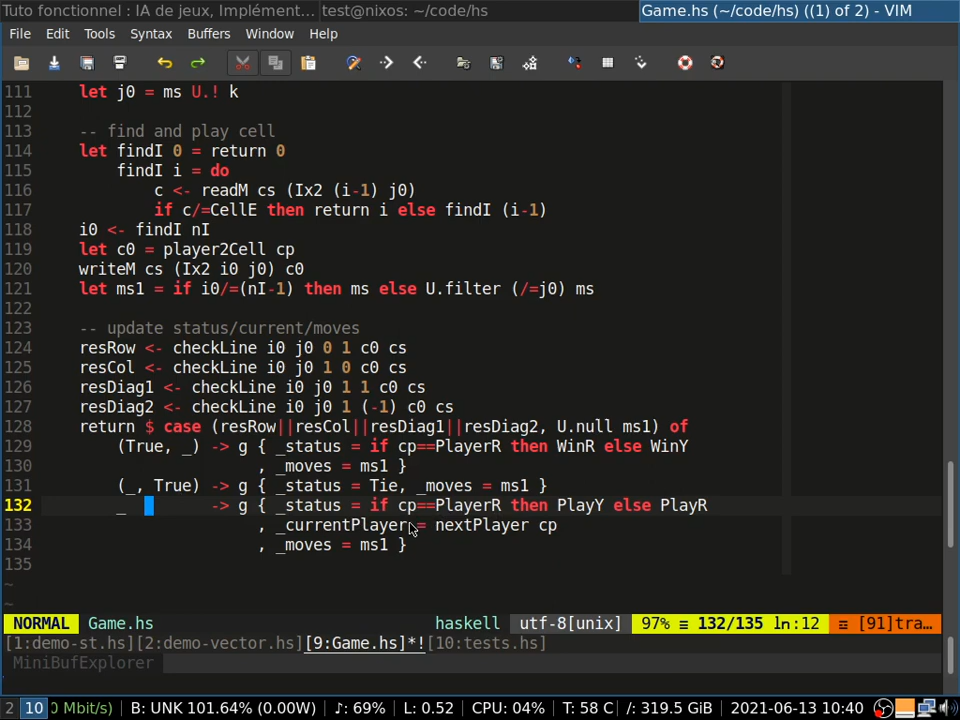 Tuto fonctionnel : IA de jeux, Implément... test@nixos: ~/code/hs Game.hs (~/code/hs) ((1) of 2) - VIM
File Edit Tools Syntax Buffers Window Help
111 let j0 = ms U.! k
112
113 -- find and play cell
114 let findI 0 = return 0
115 findI i = do
116 c <- readM cs (Ix2 (i-1) j0)
117 if c/=CellE then return i else findI (i-1)
118 i0 <- findI nI
119 let c0 = player2Cell cp
120 writeM cs (Ix2 i0 j0) c0
121 let ms1 = if i0/=(nI-1) then ms else U.filter (/=j0) ms
122
123 -- update status/current/moves
124 resRow <- checkLine i0 j0 0 1 c0 cs
125 resCol <- checkLine i0 j0 1 0 c0 cs
126 resDiag1 <- checkLine i0 j0 1 1 c0 cs
127 resDiag2 <- checkLine i0 j0 1 (-1) c0 cs
128 return $ case (resRow||resCol||resDiag1||resDiag2, U.null ms1) of
129 (True, _) -> g { _status = if cp==PlayerR then WinR else WinY
130 , _moves = ms1 }
131 (_, True) -> g { _status = Tie, _moves = ms1 }
132 _ -> g { _status = if cp==PlayerR then PlayY else PlayR
133 , _currentPlayer = nextPlayer cp
134 , _moves = ms1 }
135
~
~
NORMAL Game.hs haskell utf-8[unix] 97% ≡ 132/135 ln:12 ≡ [91]tra…
[1:demo-st.hs][2:demo-vector.hs][9:Game.hs]*![10:tests.hs]
MiniBufExplorer
2 10 0 Mbit/s) B: UNK 101.64% (0.00W) ♪: 69% L: 0.52 CPU: 04% T: 58 C /: 319.5 GiB 2021-06-13 10:40